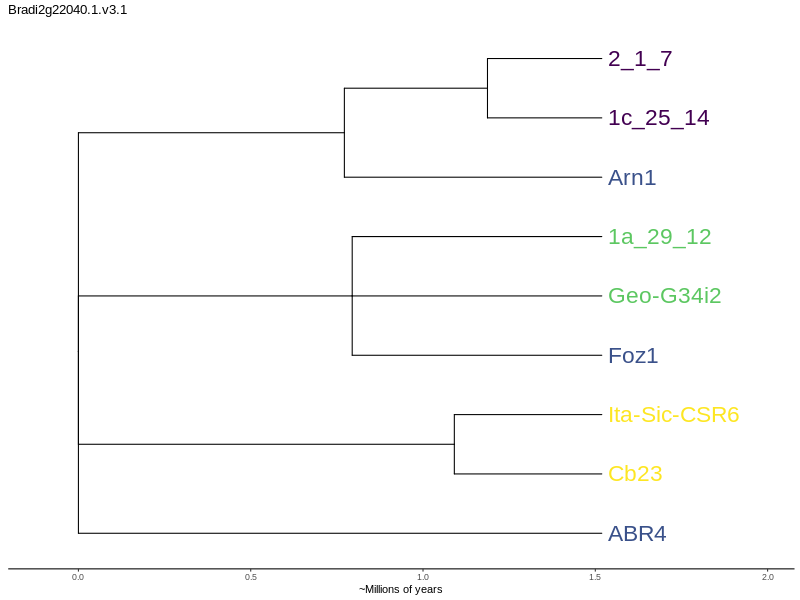 Bradi2g22040.1.v3.1
2_1_7
1c_25_14
Arn1
1a_29_12
Geo-G34i2
Foz1
Ita-Sic-CSR6
Cb23
ABR4
0.0 0.5 1.0 1.5 2.0
~Millions of years